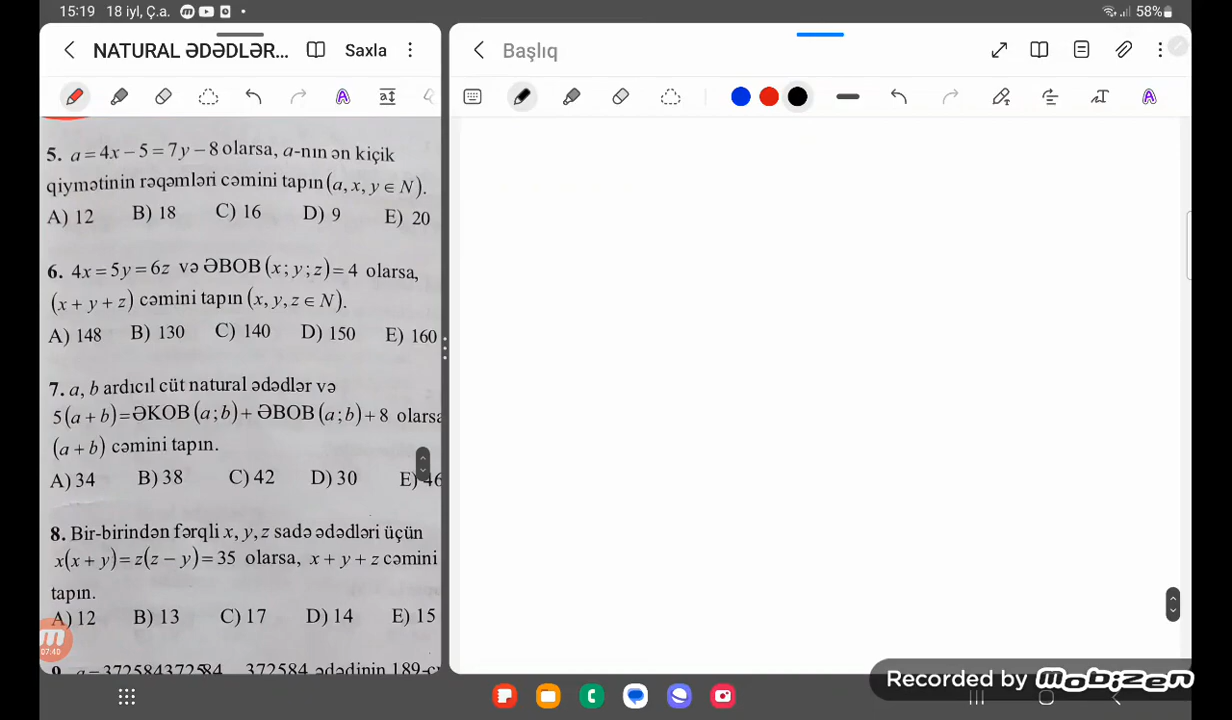 15:19 18 iyl, Ç.a. 58%
NATURAL ƏDƏDLƏR... Saxla
Başlıq
5. a = 4x − 5 = 7y − 8 olarsa, a-nın ən kiçik
qiymətinin rəqəmləri cəmini tapın (a, x, y ∈ N).
A) 12 B) 18 C) 16 D) 9 E) 20
6. 4x = 5y = 6z və ƏBOB (x; y; z) = 4 olarsa,
(x + y + z) cəmini tapın (x, y, z ∈ N).
A) 148 B) 130 C) 140 D) 150 E) 160
7. a, b ardıcıl cüt natural ədədlər və
5(a + b) = ƏKOB (a; b) + ƏBOB (a; b) + 8 olarsa
(a + b) cəmini tapın.
A) 34 B) 38 C) 42 D) 30 E) 46
8. Bir-birindən fərqli x, y, z sadə ədədləri üçün
x(x + y) = z(z − y) = 35 olarsa, x + y + z cəmini
tapın.
A) 12 B) 13 C) 17 D) 14 E) 15
07:40
Recorded by mobizen